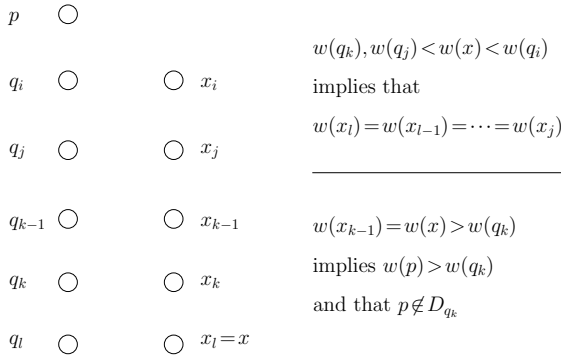 p
w(q_k), w(q_j) < w(x) < w(q_i)
q_i x_i
implies that
w(x_l) = w(x_{l-1}) = ⋯ = w(x_j)
q_j x_j
q_{k-1} x_{k-1}
w(x_{k-1}) = w(x) > w(q_k)
implies w(p) > w(q_k)
q_k x_k
and that p ∉ D_{q_k}
q_l x_l = x